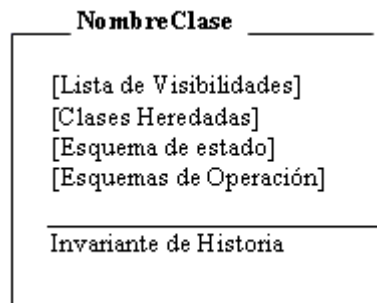 NombreClase
[Lista de Visibilidades]
[Clases Heredadas]
[Esquema de estado]
[Esquemas de Operación]
Invariante de Historia